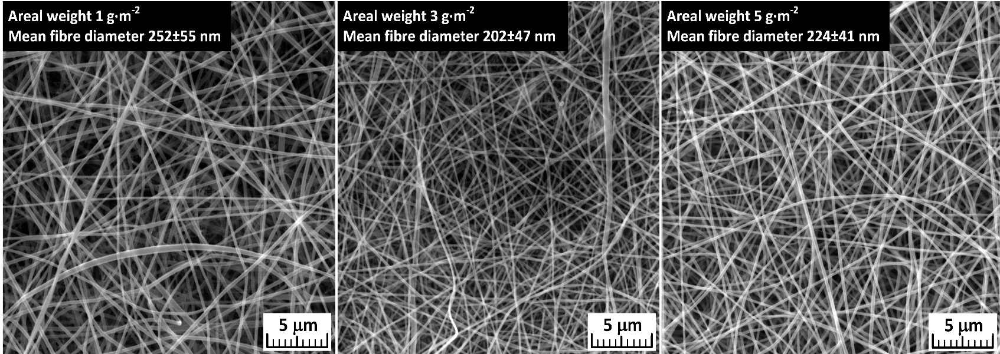 Areal weight 1 g·m⁻²
Mean fibre diameter 252±55 nm
Areal weight 3 g·m⁻²
Mean fibre diameter 202±47 nm
Areal weight 5 g·m⁻²
Mean fibre diameter 224±41 nm
5 μm
5 μm
5 μm